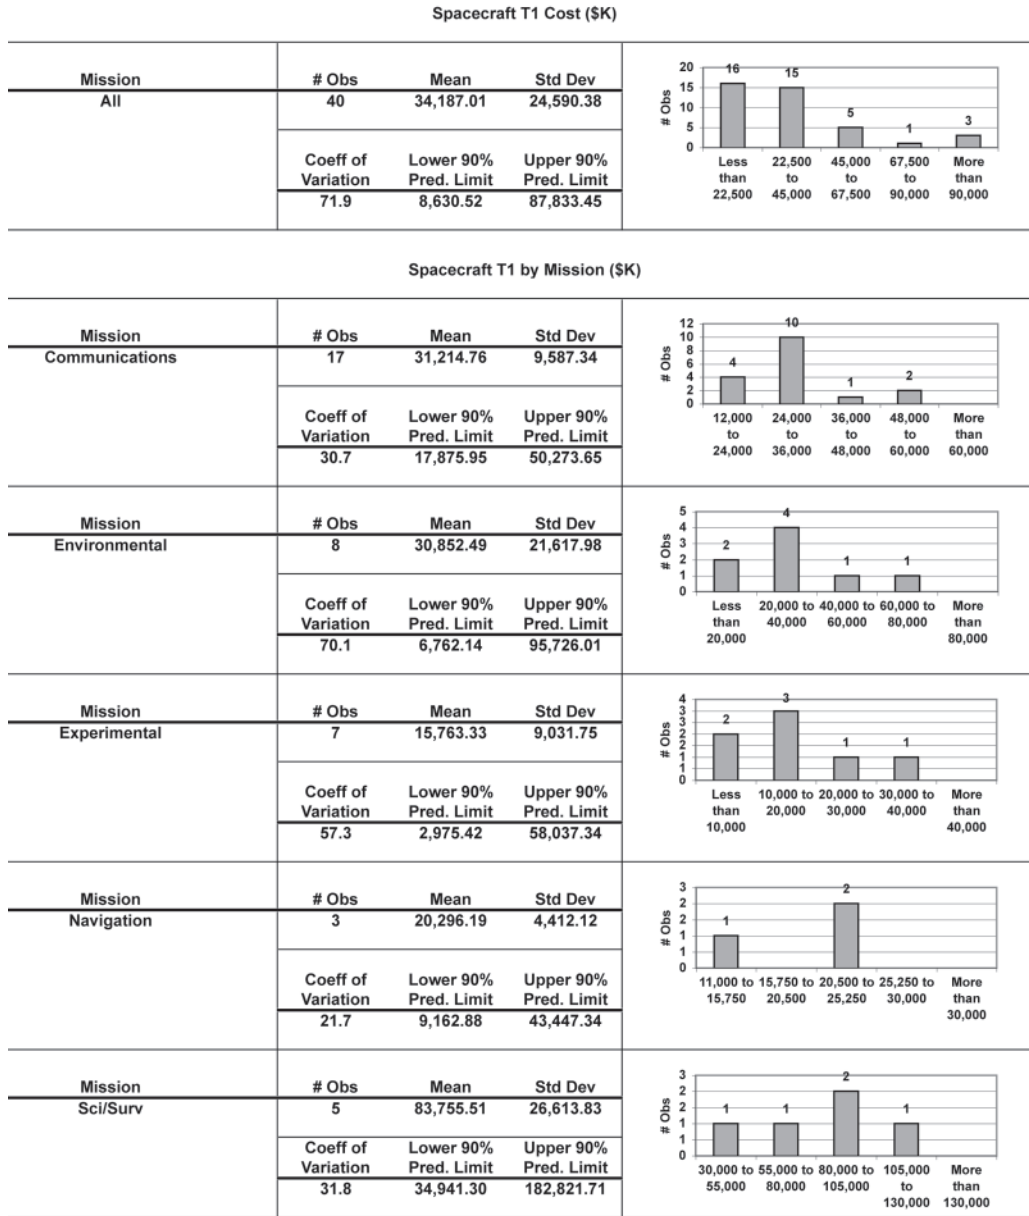 Spacecraft T1 Cost ($K)
Mission # Obs Mean Std Dev
All 40 34,187.01 24,590.38
Coeff of Lower 90% Upper 90%
Variation Pred. Limit Pred. Limit
71.9 8,630.52 87,833.45
# Obs
20
15
10
5
0
16 15 5 1 3
Less 22,500 45,000 67,500 More
than to to to than
22,500 45,000 67,500 90,000 90,000
Spacecraft T1 by Mission ($K)
Mission # Obs Mean Std Dev
Communications 17 31,214.76 9,587.34
Coeff of Lower 90% Upper 90%
Variation Pred. Limit Pred. Limit
30.7 17,875.95 50,273.65
# Obs
12
10
8
6
4
2
0
4 10 1 2
12,000 24,000 36,000 48,000 More
to to to to than
24,000 36,000 48,000 60,000 60,000
Mission # Obs Mean Std Dev
Environmental 8 30,852.49 21,617.98
Coeff of Lower 90% Upper 90%
Variation Pred. Limit Pred. Limit
70.1 6,762.14 95,726.01
# Obs
5
4
3
2
1
0
2 4 1 1
Less 20,000 to 40,000 to 60,000 to More
than 40,000 60,000 80,000 than
20,000 80,000
Mission # Obs Mean Std Dev
Experimental 7 15,763.33 9,031.75
Coeff of Lower 90% Upper 90%
Variation Pred. Limit Pred. Limit
57.3 2,975.42 58,037.34
# Obs
4
3
3
2
2
1
1
0
2 3 1 1
Less 10,000 to 20,000 to 30,000 to More
than 20,000 30,000 40,000 than
10,000 40,000
Mission # Obs Mean Std Dev
Navigation 3 20,296.19 4,412.12
Coeff of Lower 90% Upper 90%
Variation Pred. Limit Pred. Limit
21.7 9,162.88 43,447.34
# Obs
3
2
2
1
1
0
1 2
11,000 to 15,750 to 20,500 to 25,250 to More
15,750 20,500 25,250 30,000 than
30,000
Mission # Obs Mean Std Dev
Sci/Surv 5 83,755.51 26,613.83
Coeff of Lower 90% Upper 90%
Variation Pred. Limit Pred. Limit
31.8 34,941.30 182,821.71
# Obs
3
2
2
1
1
0
1 1 2 1
30,000 to 55,000 to 80,000 to 105,000 More
55,000 80,000 105,000 to than
130,000 130,000